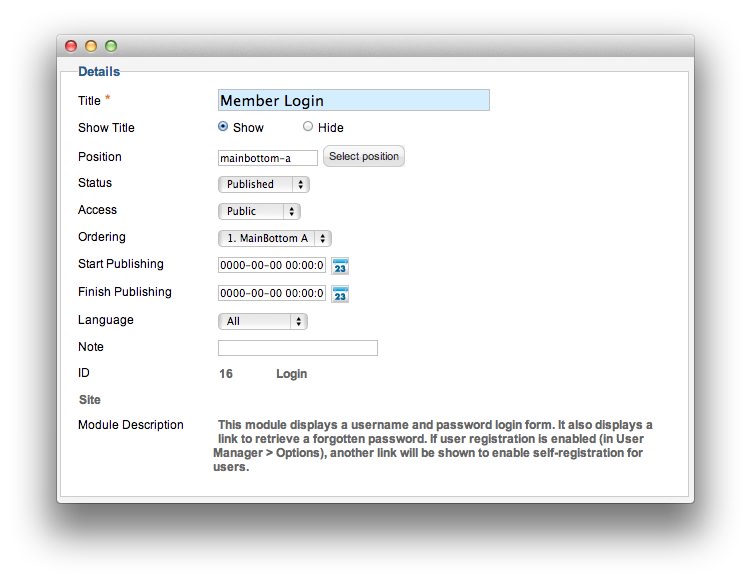 Details
Title * Member Login
Show Title Show Hide
Position mainbottom-a Select position
Status Published
Access Public
Ordering 1. MainBottom A
Start Publishing 0000-00-00 00:00:0 23
Finish Publishing 0000-00-00 00:00:0 23
Language All
Note
ID 16 Login
Site
Module Description This module displays a username and password login form. It also displays a
link to retrieve a forgotten password. If user registration is enabled (in User
Manager > Options), another link will be shown to enable self-registration for
users.